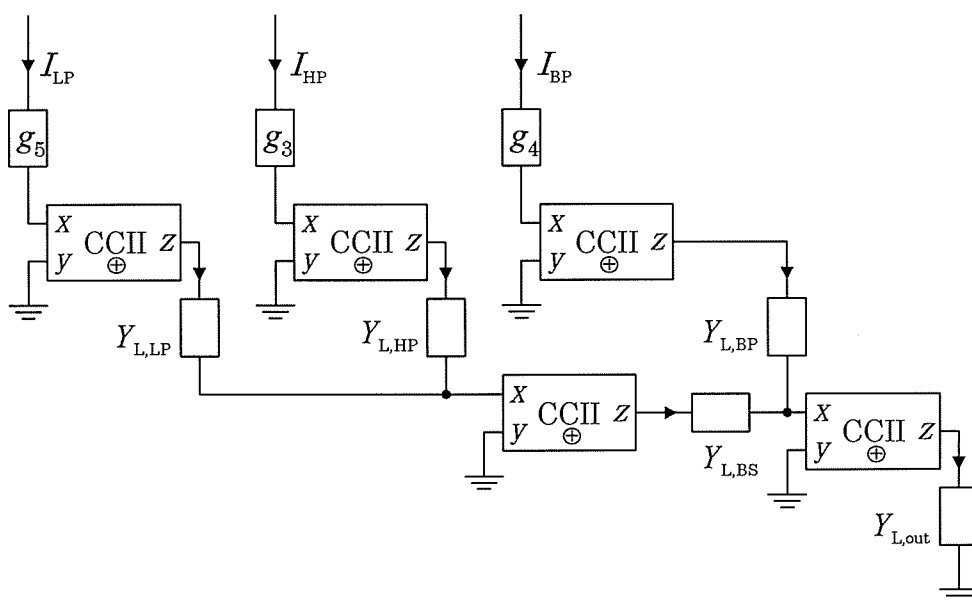 I_LP
I_HP
I_BP
g_5
g_3
g_4
x
CCII
z
y
⊕
x
CCII
z
y
⊕
x
CCII
z
y
⊕
Y_L,LP
Y_L,HP
Y_L,BP
x
CCII
z
y
⊕
x
CCII
z
y
⊕
Y_L,BS
Y_L,out